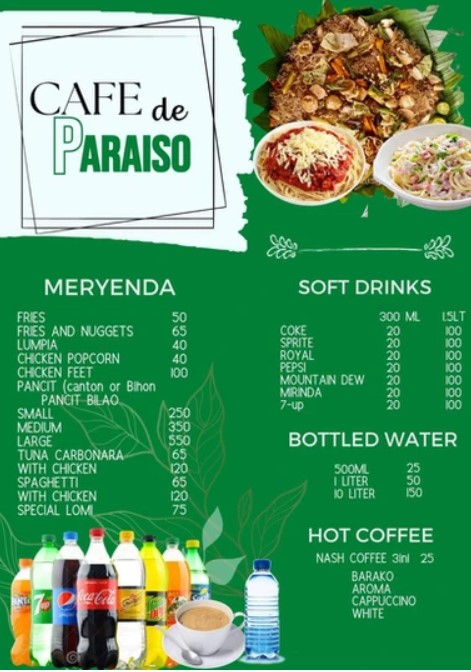 CAFE de
PARAISO
MERYENDA
FRIES 50
FRIES AND NUGGETS 65
LUMPIA 40
CHICKEN POPCORN 40
CHICKEN FEET 100
PANCIT (canton or Bihon
PANCIT BILAO
SMALL 250
MEDIUM 350
LARGE 550
TUNA CARBONARA 65
WITH CHICKEN 120
SPAGHETTI 65
WITH CHICKEN 120
SPECIAL LOMI 75
SOFT DRINKS
300 ML 1.5LT
COKE 20 100
SPRITE 20 100
ROYAL 20 100
PEPSI 20 100
MOUNTAIN DEW 20 100
MIRINDA 20 100
7-up 20 100
BOTTLED WATER
500ML 25
1 LITER 50
10 LITER 150
HOT COFFEE
NASH COFFEE 3in1 25
BARAKO
AROMA
CAPPUCCINO
WHITE
7up
pepsi
Coca-Cola